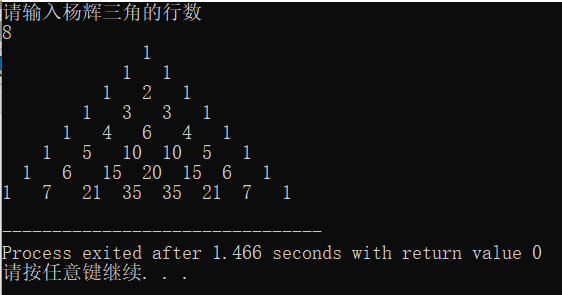 请输入杨辉三角的行数
8
1
1 1
1 2 1
1 3 3 1
1 4 6 4 1
1 5 10 10 5 1
1 6 15 20 15 6 1
1 7 21 35 35 21 7 1
--------------------------------
Process exited after 1.466 seconds with return value 0
请按任意键继续. . .